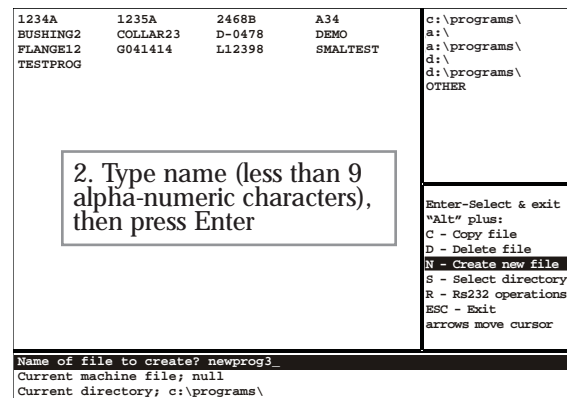 1234A 1235A 2468B A34
BUSHING2 COLLAR23 D-0478 DEMO
FLANGE12 G041414 L12398 SMALTEST
TESTPROG
c:\programs\
a:\
a:\programs\
d:\
d:\programs\
OTHER
2. Type name (less than 9
alpha-numeric characters),
then press Enter
Enter-Select & exit
“Alt” plus:
C - Copy file
D - Delete file
N - Create new file
S - Select directory
R - Rs232 operations
ESC - Exit
arrows move cursor
Name of file to create? newprog3_
Current machine file; null
Current directory; c:\programs\